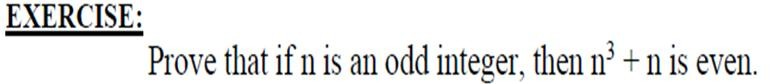 EXERCISE:
Prove that if n is an odd integer, then n³ + n is even.